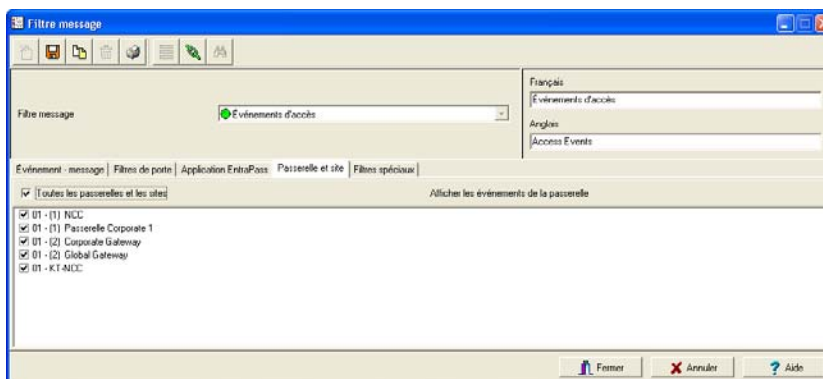 Filtre message
Français
Événements d'accès
Filtre message
Événements d'accès
Anglais
Access Events
Événement - message
Filtres de porte
Application EntraPass
Passerelle et site
Filtres spéciaux
Toutes les passerelles et les sites
Afficher les événements de la passerelle
01 - (1) NCC
01 - (1) Passerelle Corporate 1
01 - (2) Corporate Gateway
01 - (2) Global Gateway
01 - KT-NCC
Fermer
Annuler
Aide